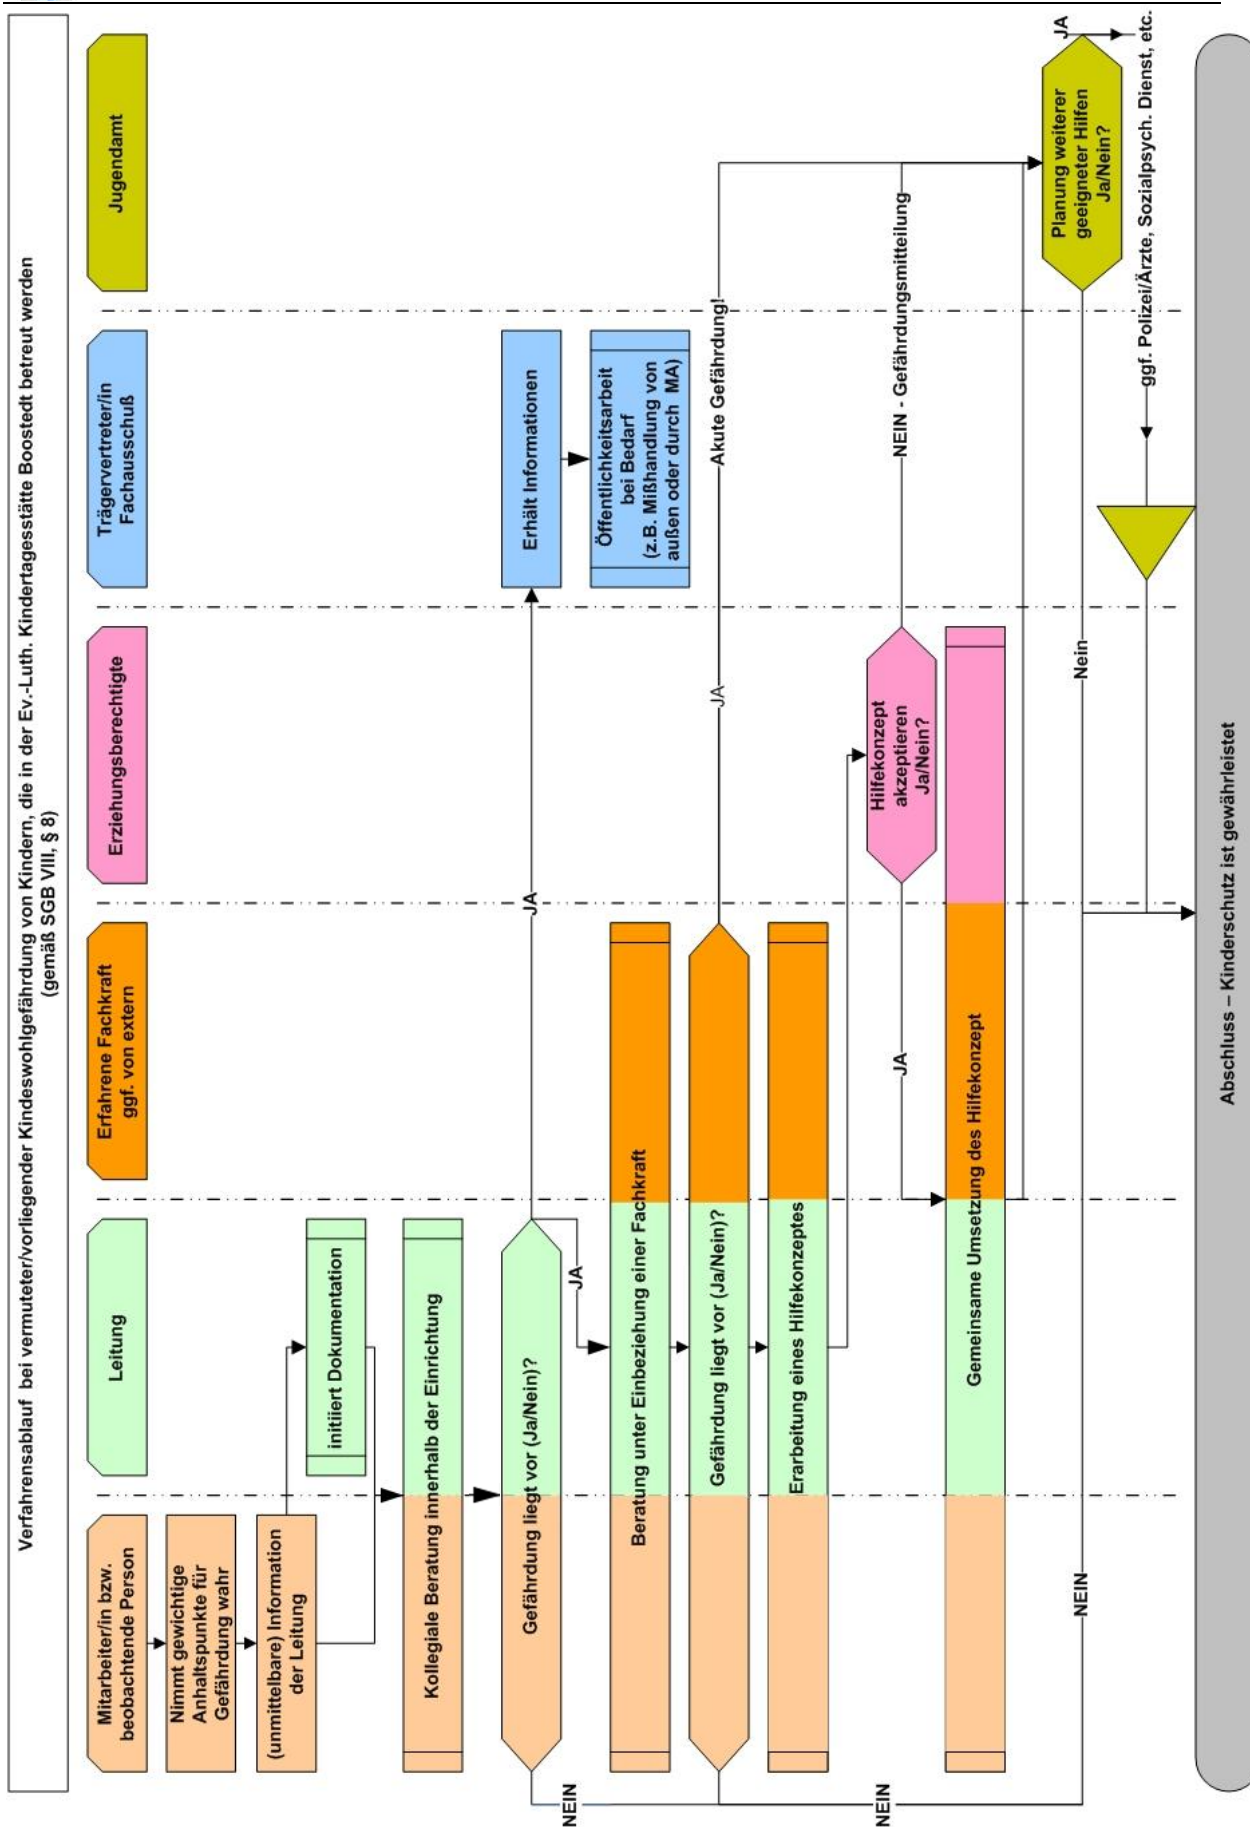 Verfahrensablauf bei vermuteter/vorliegender Kindeswohlgefährdung von Kindern, die in der Ev.-Luth. Kindertagesstätte Boostedt betreut werden
(gemäß SGB VIII, § 8)
Mitarbeiter/in bzw.
beobachtende Person
Leitung
Erfahrene Fachkraft
ggf. von extern
Erziehungsberechtigte
Trägervertreter/in
Fachausschuß
Jugendamt
Nimmt gewichtige
Anhaltspunkte für
Gefährdung wahr
(unmittelbare) Information
der Leitung
initiiert Dokumentation
Kollegiale Beratung innerhalb der Einrichtung
Gefährdung liegt vor (Ja/Nein)?
JA
Erhält Informationen
NEIN
JA
Öffentlichkeitsarbeit
bei Bedarf
(z.B. Mißhandlung von
außen oder durch MA)
Beratung unter Einbeziehung einer Fachkraft
Gefährdung liegt vor (Ja/Nein)?
JA
Akute Gefährdung!
Erarbeitung eines Hilfekonzeptes
NEIN
JA
Hilfekonzept
akzeptieren
Ja/Nein?
NEIN - Gefährdungsmitteilung
Gemeinsame Umsetzung des Hilfekonzept
NEIN
Nein
Planung weiterer
geeigneter Hilfen
Ja/Nein?
JA
ggf. Polizei/Ärzte, Sozialpsych. Dienst, etc.
Abschluss – Kinderschutz ist gewährleistet